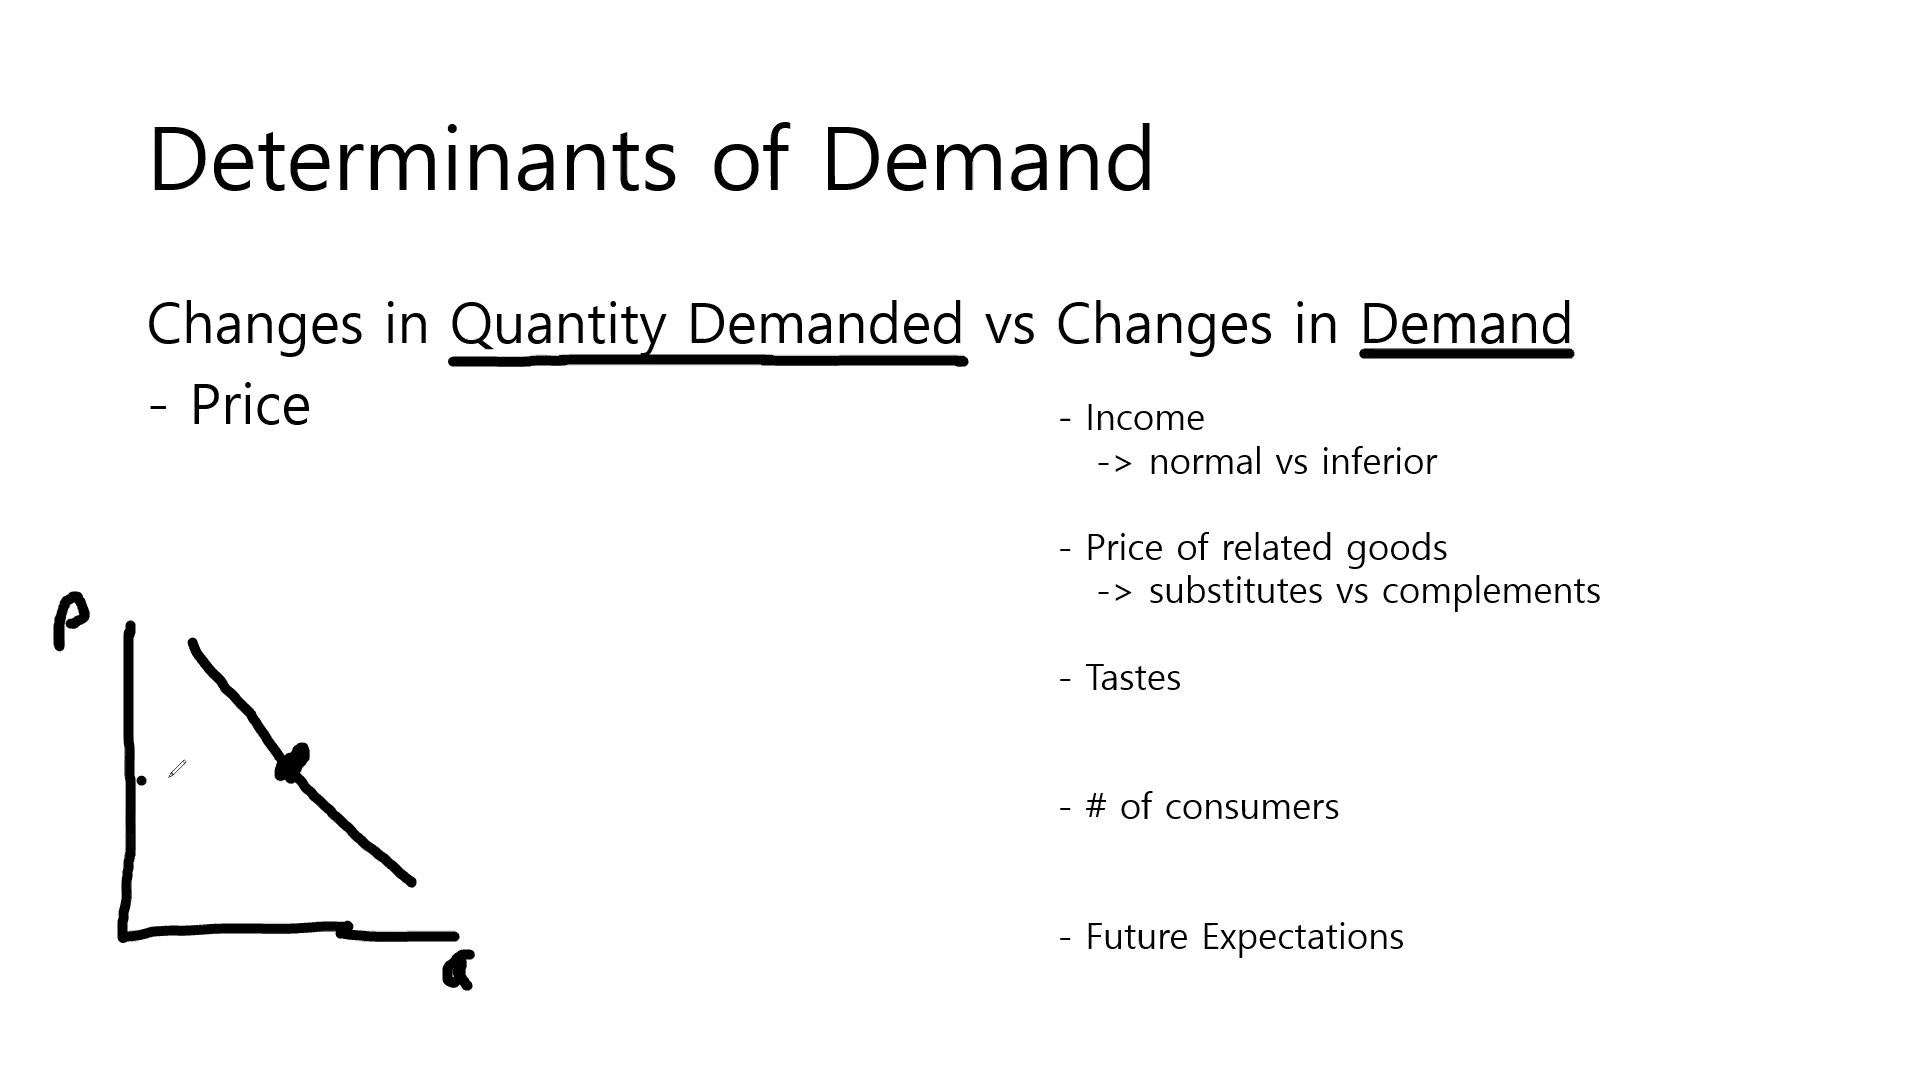 Determinants of Demand
Changes in Quantity Demanded vs Changes in Demand
- Price
- Income
-> normal vs inferior
- Price of related goods
-> substitutes vs complements
- Tastes
- # of consumers
- Future Expectations
P
Q